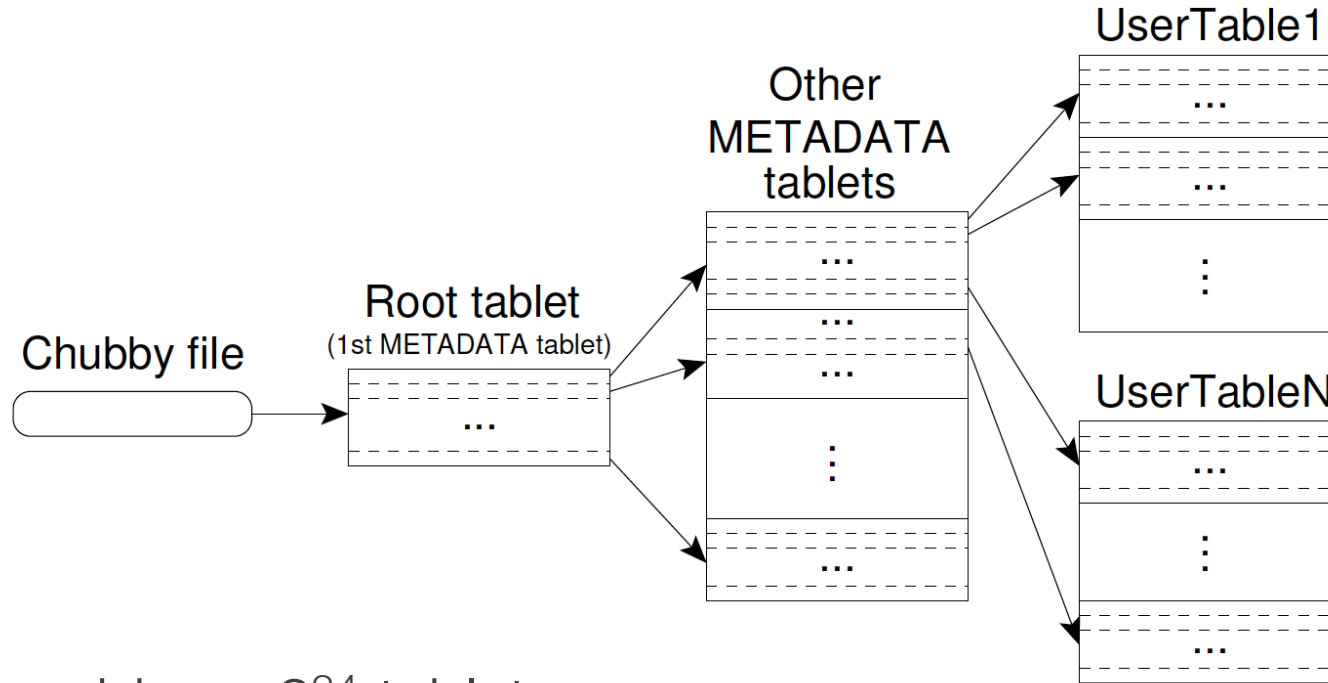 UserTable1
...
...
⋮
Other
METADATA
tablets
...
...
...
⋮
...
Root tablet
(1st METADATA tablet)
...
Chubby file
UserTableN
...
⋮
...